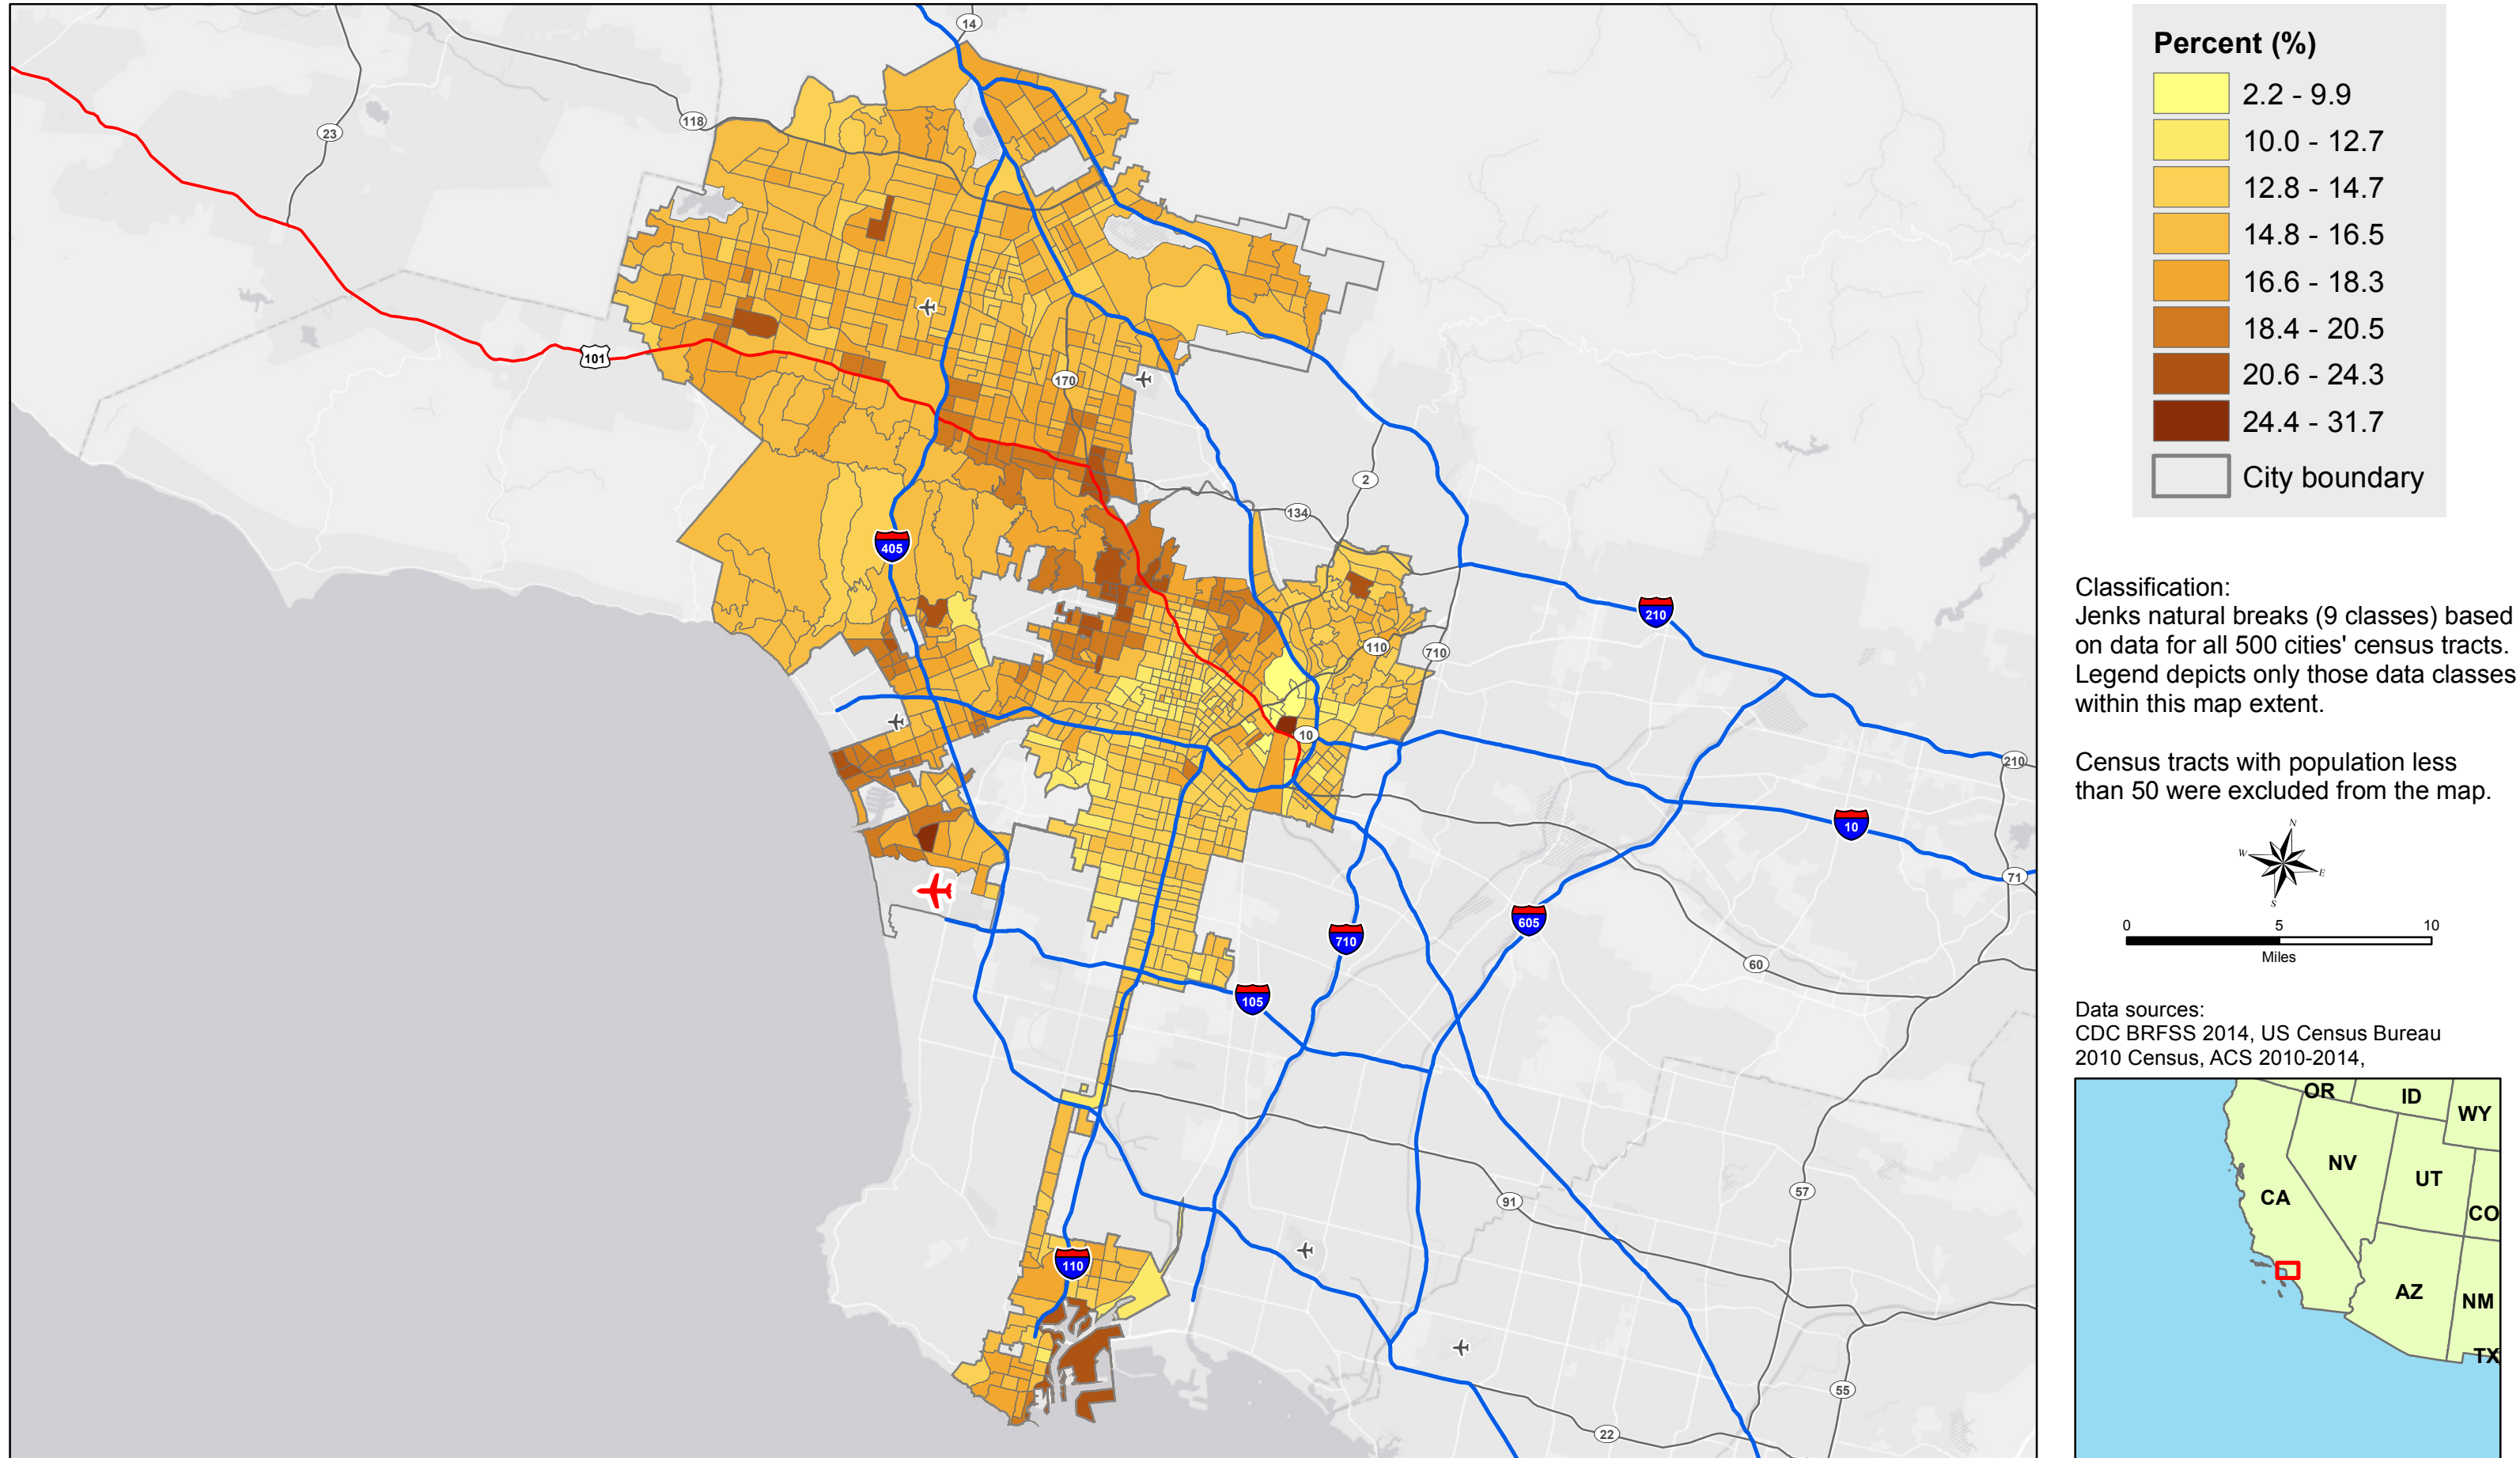 14
118
23
101
170
2
134
405
210
110
710
10
210
10
71
605
710
60
105
91
57
110
55
22
Percent (%)
2.2 - 9.9
10.0 - 12.7
12.8 - 14.7
14.8 - 16.5
16.6 - 18.3
18.4 - 20.5
20.6 - 24.3
24.4 - 31.7
City boundary
Classification:
Jenks natural breaks (9 classes) based
on data for all 500 cities' census tracts.
Legend depicts only those data classes
within this map extent.
Census tracts with population less
than 50 were excluded from the map.
N
W
E
S
0 5 10
Miles
Data sources:
CDC BRFSS 2014, US Census Bureau
2010 Census, ACS 2010-2014,
OR
ID
WY
NV
UT
CA
CO
AZ
NM
TX